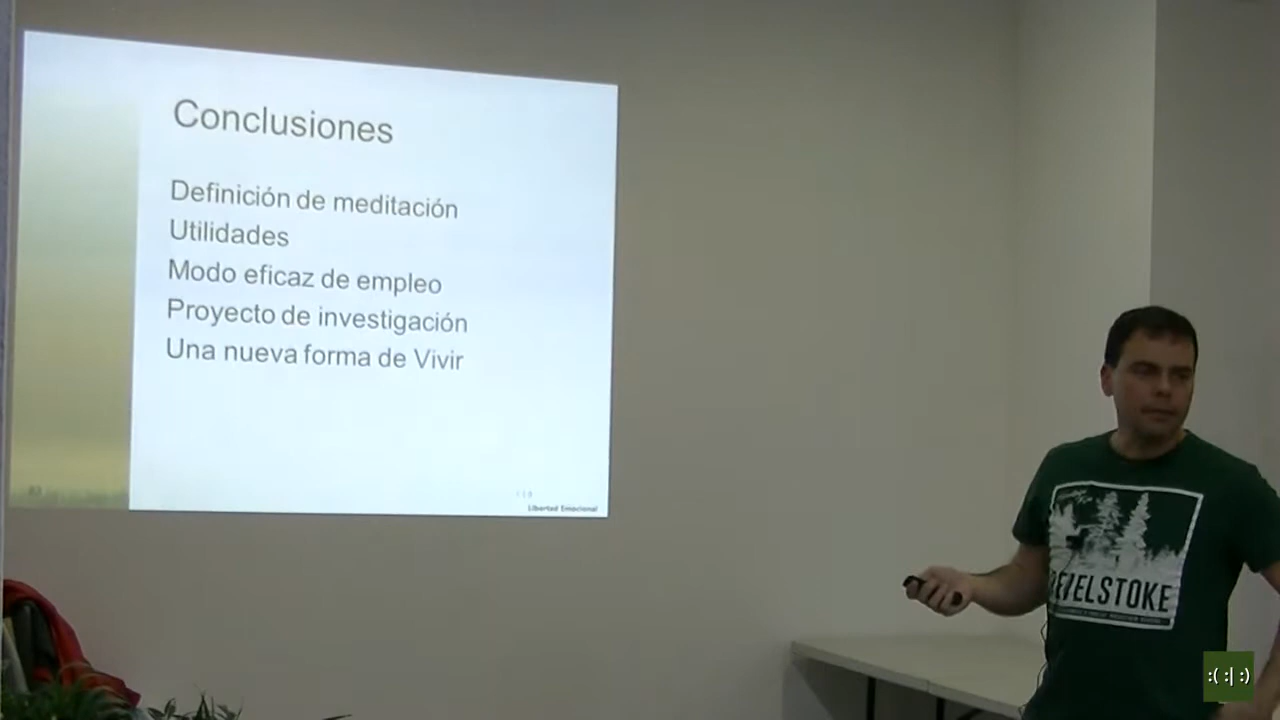 Conclusiones
Definición de meditación
Utilidades
Modo eficaz de empleo
Proyecto de investigación
Una nueva forma de Vivir
Libertad Emocional
REVELSTOKE
:( :| :)